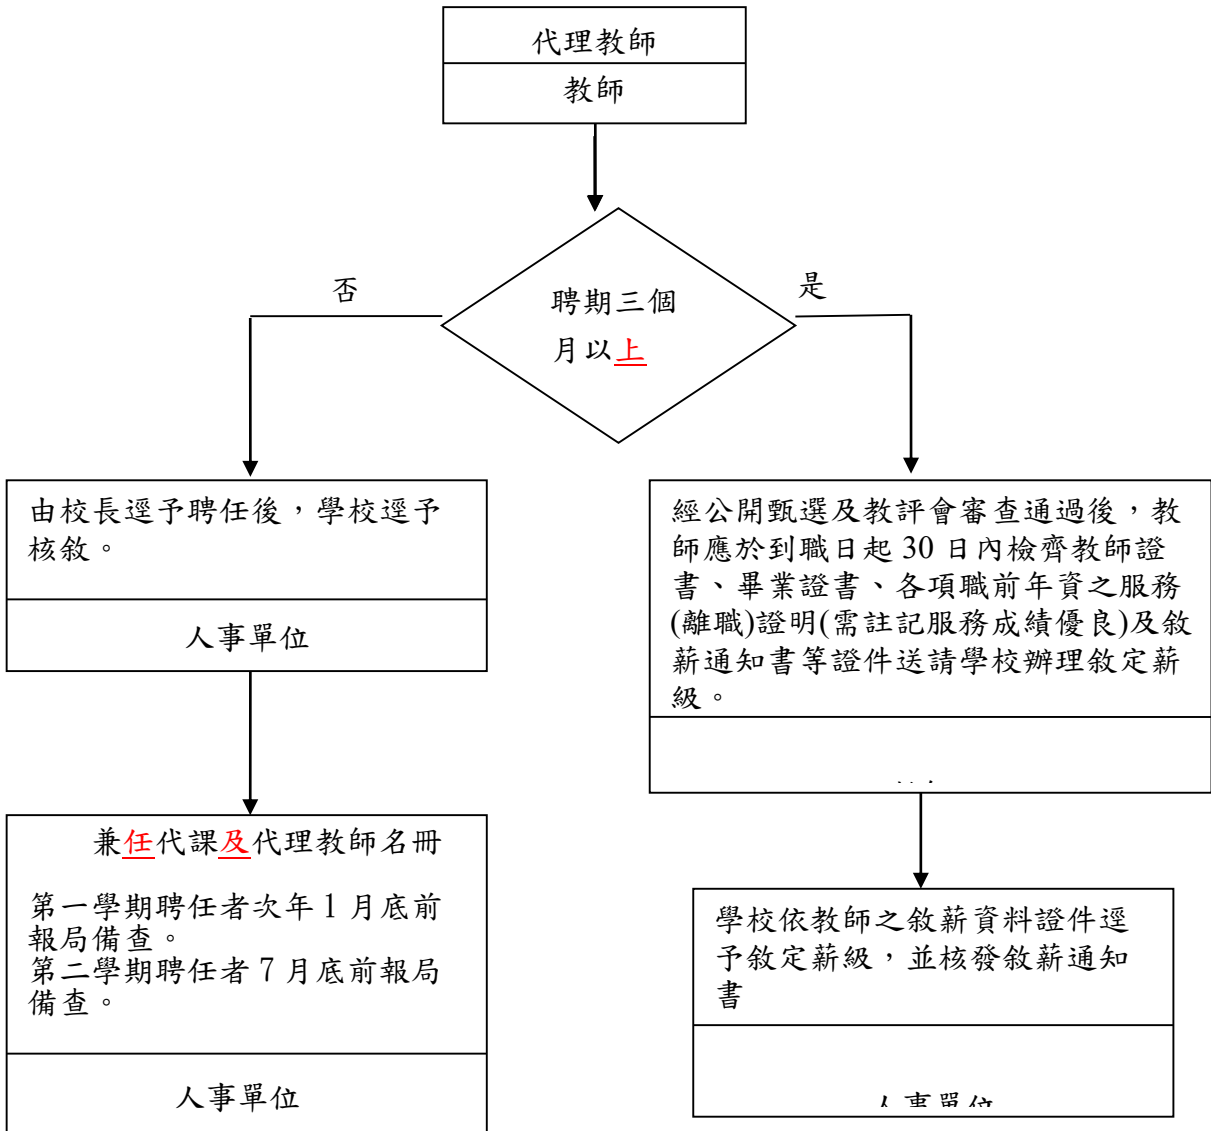 代理教師
教師
否
是
聘期三個
月以上
由校長逕予聘任後，學校逕予
核敘。
人事單位
經公開甄選及教評會審查通過後，教
師應於到職日起 30 日內檢齊教師證
書、畢業證書、各項職前年資之服務
(離職)證明(需註記服務成績優良)及敘
薪通知書等證件送請學校辦理敘定薪
級。
兼任代課及代理教師名冊
第一學期聘任者次年 1 月底前
報局備查。
第二學期聘任者 7 月底前報局
備查。
人事單位
學校依教師之敘薪資料證件逕
予敘定薪級，並核發敘薪通知
書
人事單位